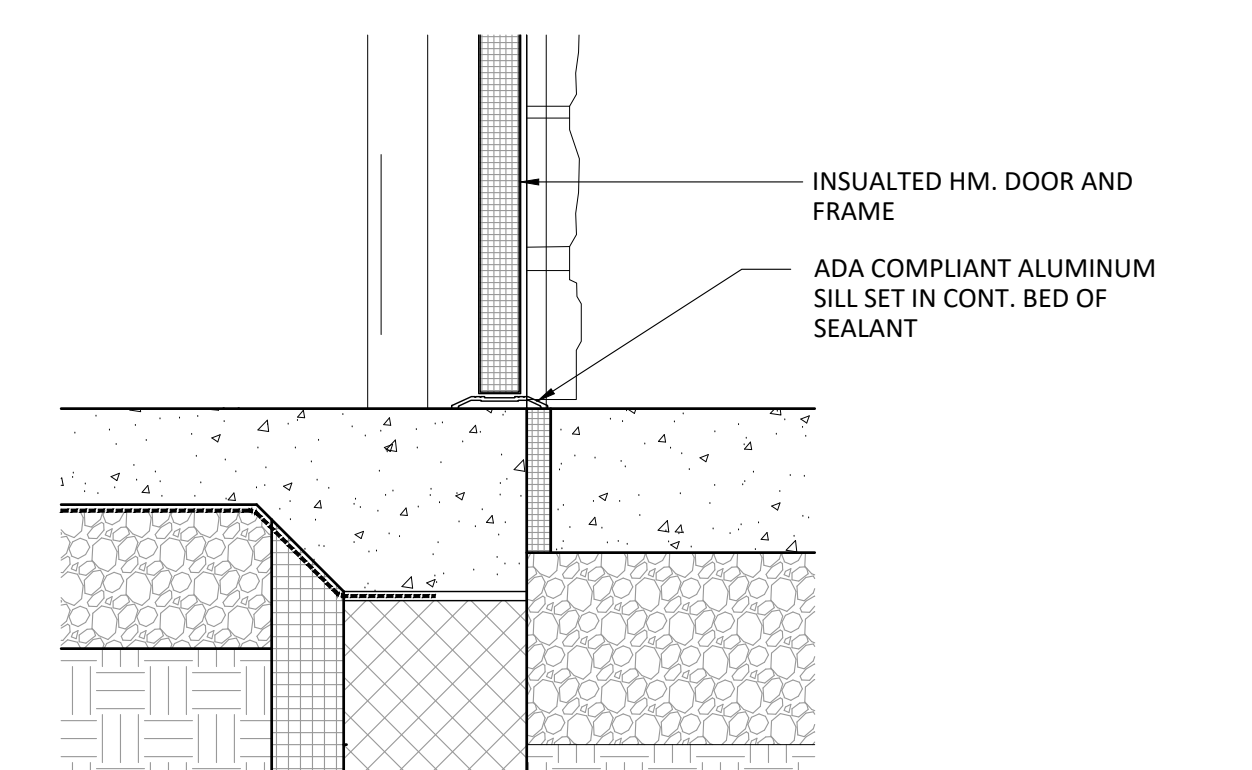 INSUALTED HM. DOOR AND
FRAME
ADA COMPLIANT ALUMINUM
SILL SET IN CONT. BED OF
SEALANT